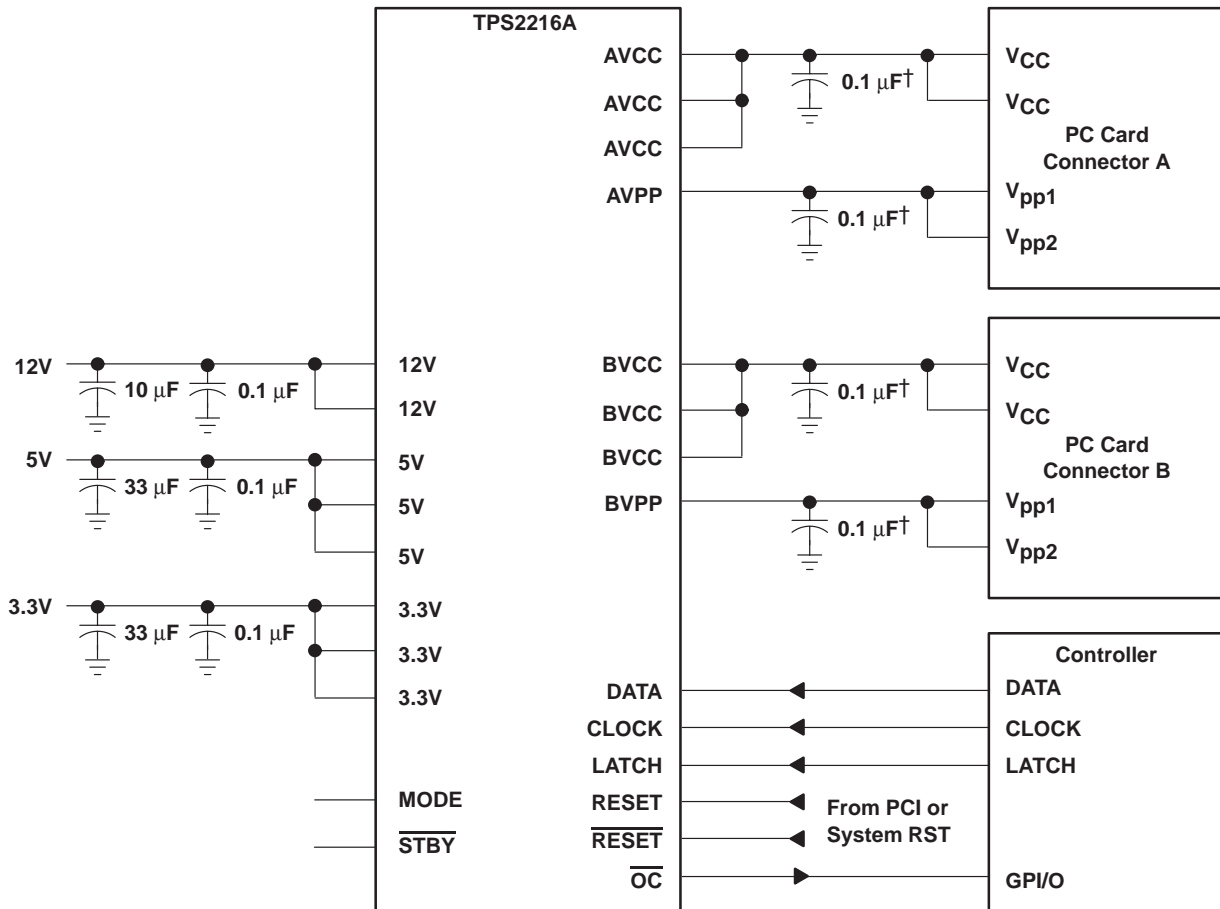 TPS2216A
AVCC
AVCC
AVCC
AVPP
0.1 µF†
0.1 µF†
VCC
VCC
PC Card
Connector A
Vpp1
Vpp2
12V
10 µF
0.1 µF
12V
12V
5V
33 µF
0.1 µF
5V
5V
5V
3.3V
33 µF
0.1 µF
3.3V
3.3V
3.3V
MODE
STBY
BVCC
BVCC
BVCC
BVPP
0.1 µF†
0.1 µF†
VCC
VCC
PC Card
Connector B
Vpp1
Vpp2
DATA
CLOCK
LATCH
RESET
RESET
OC
From PCI or
System RST
Controller
DATA
CLOCK
LATCH
GPI/O